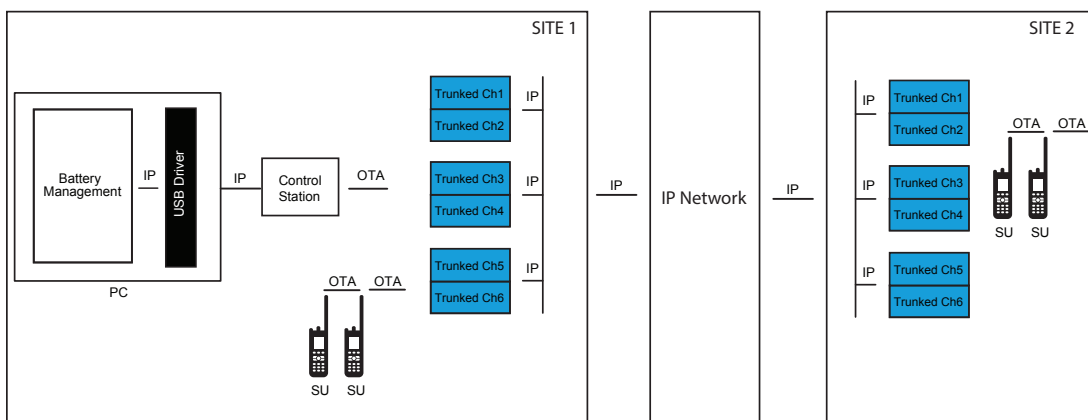 SITE 1
Battery
Management
IP
USB Driver
PC
IP
Control
Station
OTA
Trunked Ch1
Trunked Ch2
IP
Trunked Ch3
Trunked Ch4
IP
Trunked Ch5
Trunked Ch6
IP
OTA
OTA
SU
SU
IP
IP Network
IP
SITE 2
IP
Trunked Ch1
Trunked Ch2
IP
Trunked Ch3
Trunked Ch4
IP
Trunked Ch5
Trunked Ch6
OTA
OTA
SU
SU